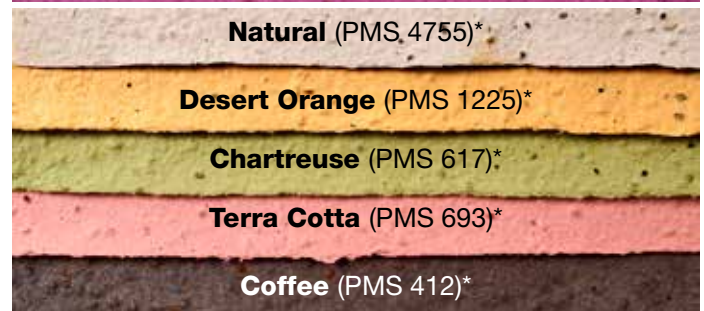 Natural (PMS 4755)*
Desert Orange (PMS 1225)*
Chartreuse (PMS 617)*
Terra Cotta (PMS 693)*
Coffee (PMS 412)*